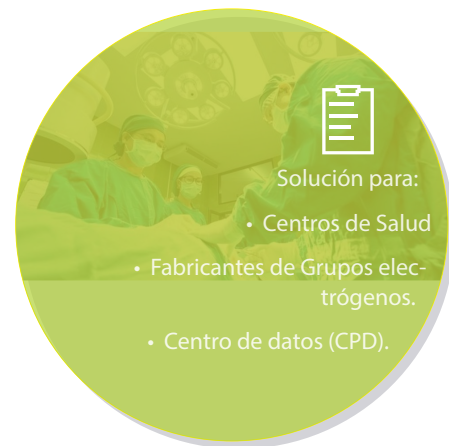 Solución para:
• Centros de Salud
• Fabricantes de Grupos elec-
trógenos.
• Centro de datos (CPD).